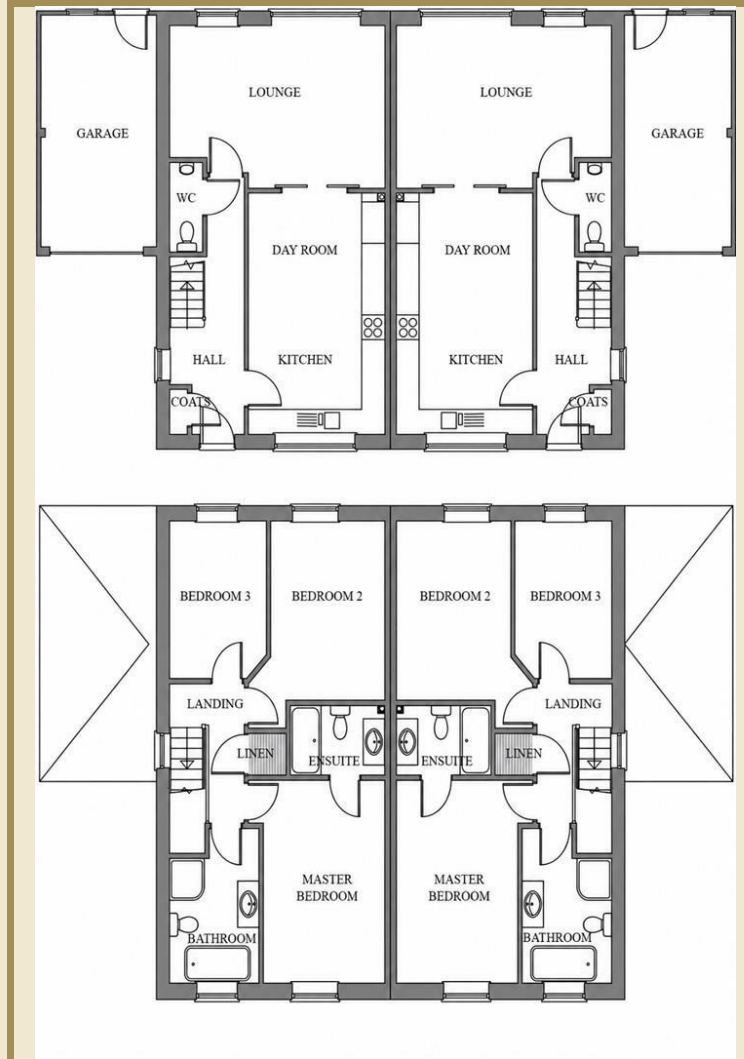 LOUNGE
LOUNGE
GARAGE
GARAGE
WC
WC
DAY ROOM
DAY ROOM
HALL
KITCHEN
KITCHEN
HALL
COATS
COATS
BEDROOM 3
BEDROOM 2
BEDROOM 2
BEDROOM 3
LANDING
LANDING
LINEN
ENSUITE
ENSUITE
LINEN
MASTER
BEDROOM
MASTER
BEDROOM
BATHROOM
BATHROOM